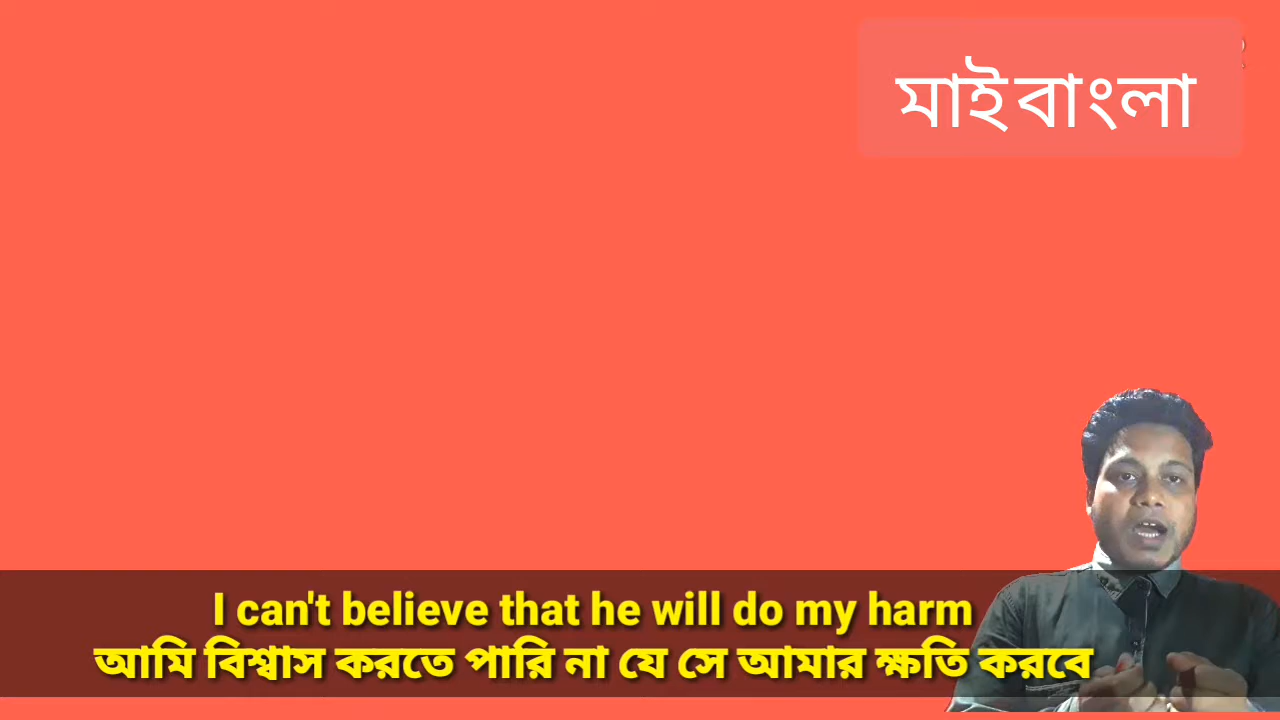 মাইবাংলা
I can't believe that he will do my harm
আমি বিশ্বাস করতে পারি না যে সে আমার ক্ষতি করবে